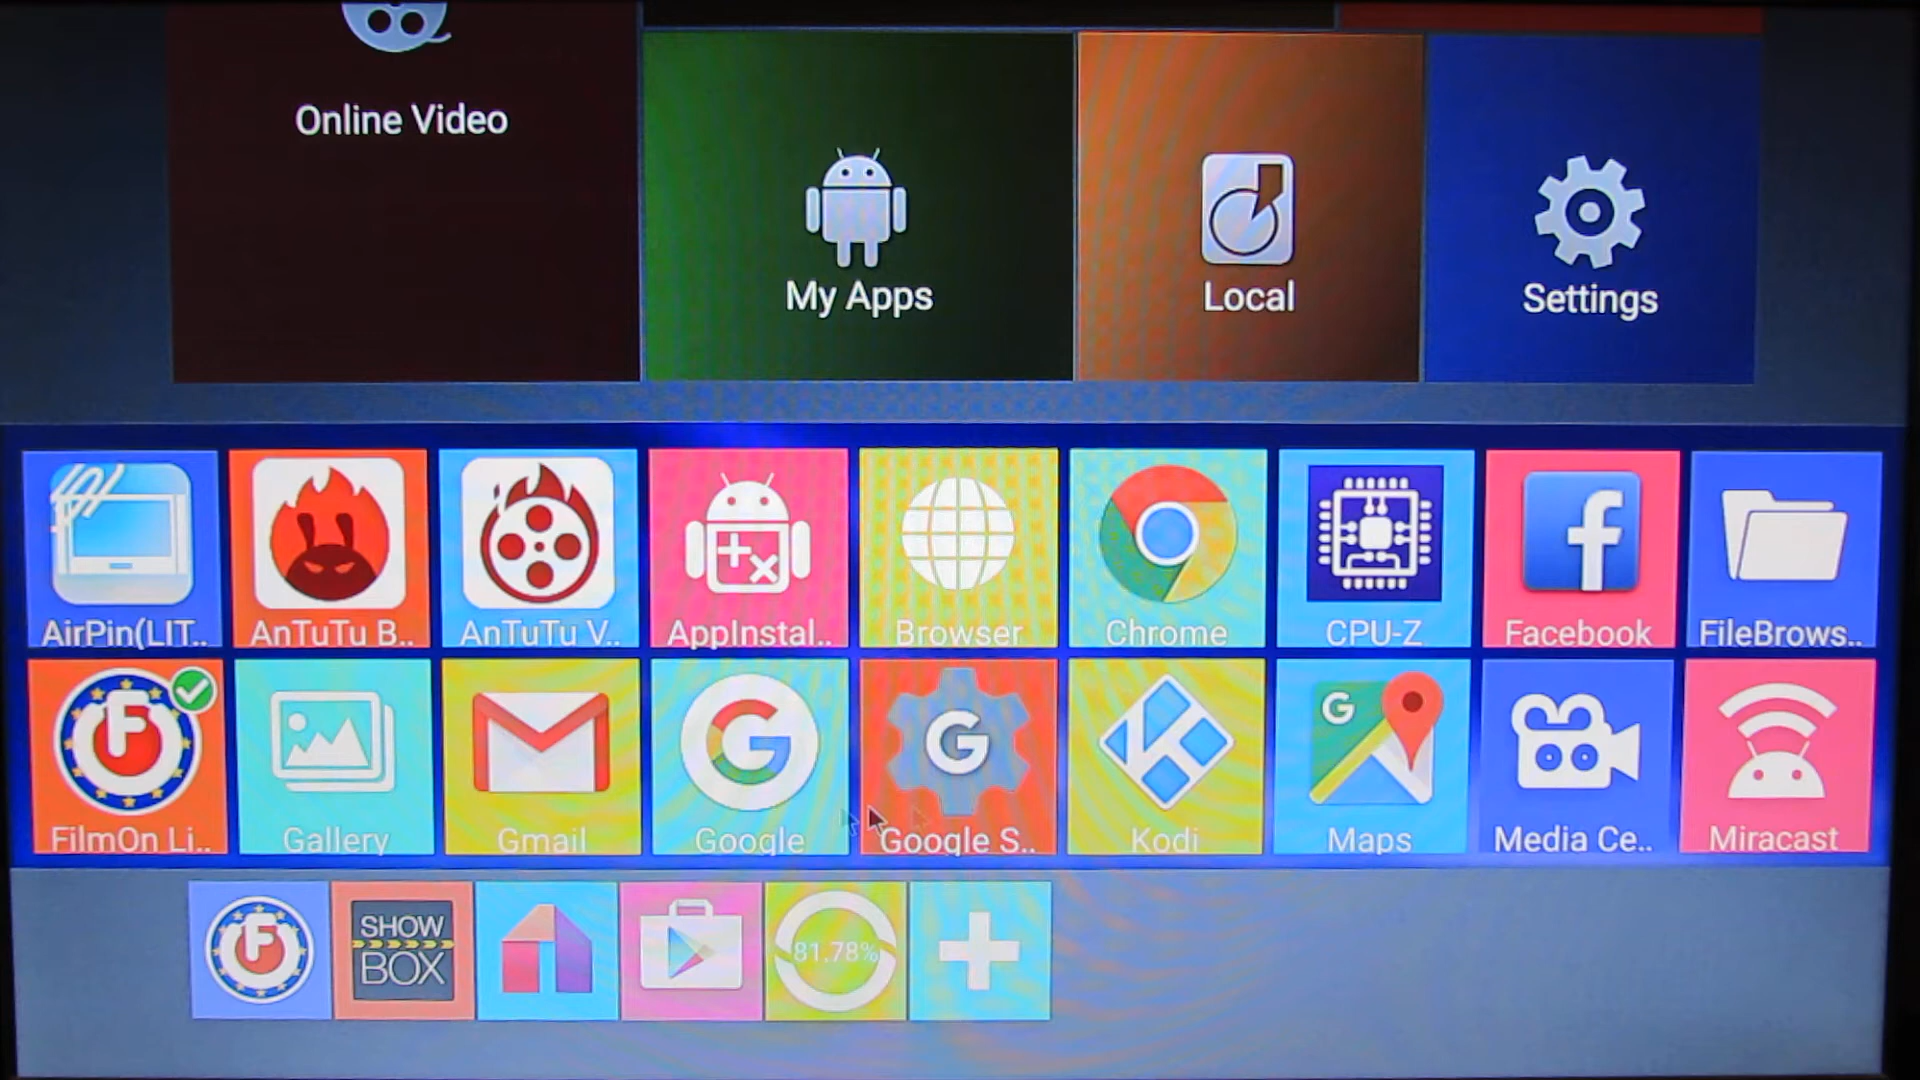 Online Video
My Apps
Local
Settings
AirPin(LIT..
AnTuTu B..
AnTuTu V..
AppInstal..
Browser
Chrome
CPU-Z
Facebook
FileBrows..
FilmOn Li..
Gallery
Gmail
Google
Google S..
Kodi
Maps
Media Ce..
Miracast
SHOW
BOX
81.78%